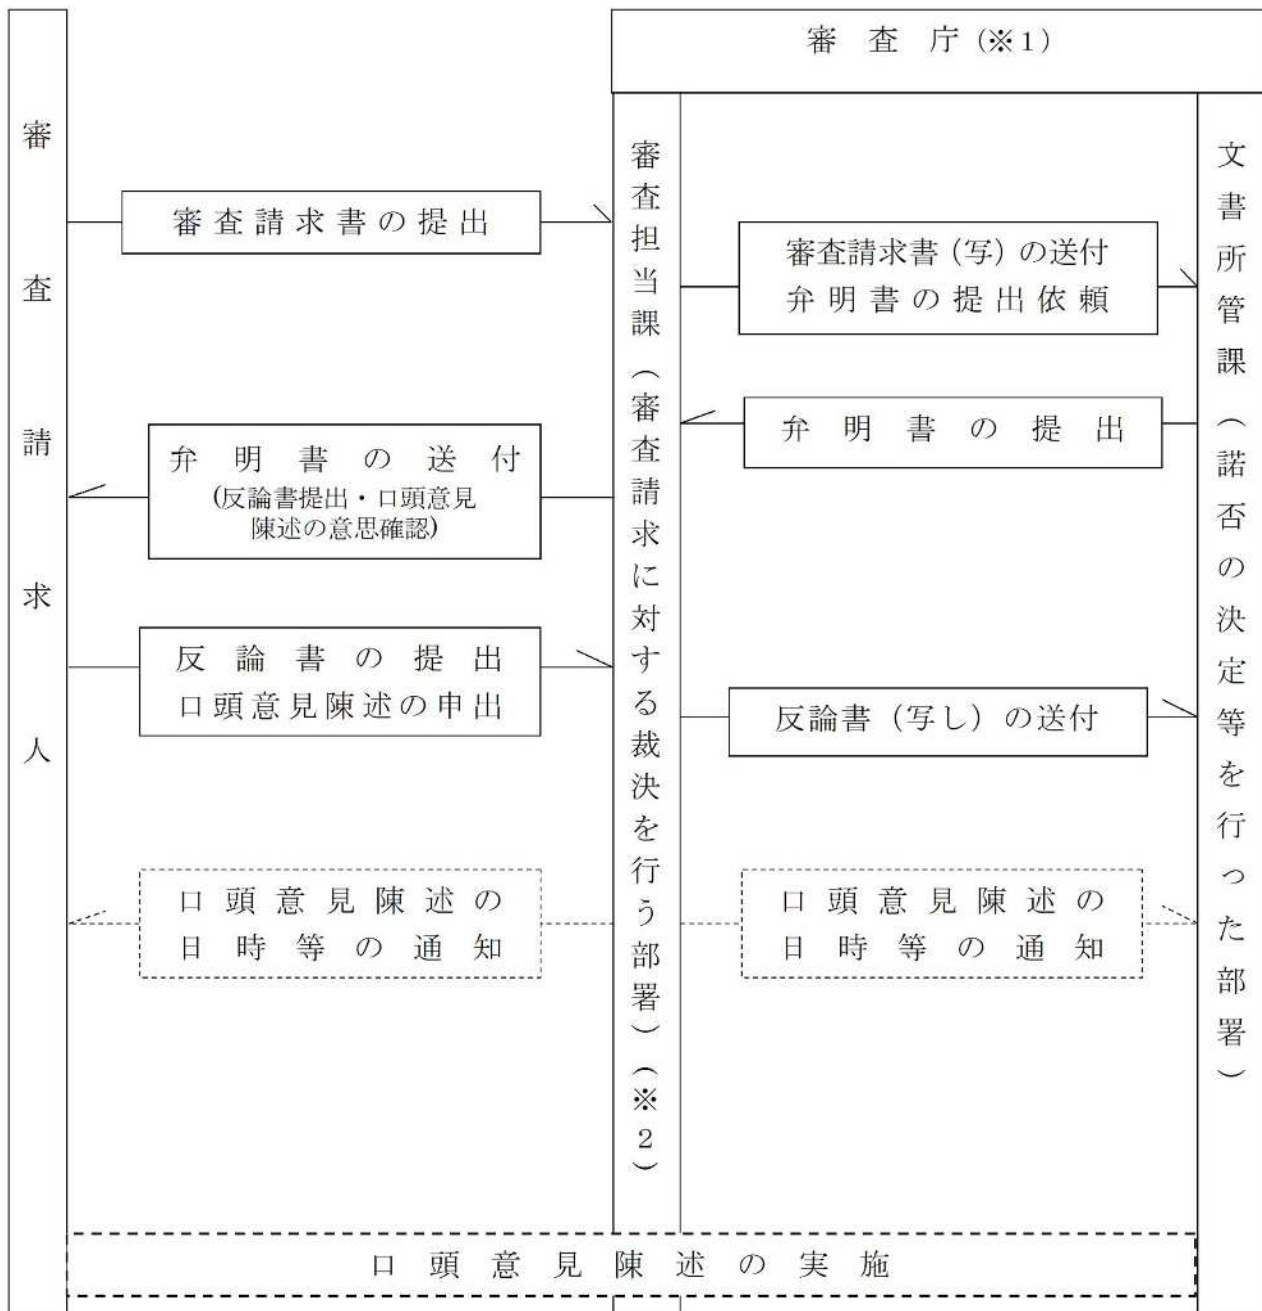 審査庁(※1)
審査請求人
審査担当課(審査請求に対する裁決を行う部署)(※2)
文書所管課(諾否の決定等を行った部署)
審査請求書の提出
審査請求書(写)の送付
弁明書の提出依頼
弁明書の提出
弁明書の送付
(反論書提出・口頭意見
陳述の意思確認)
反論書の提出
口頭意見陳述の申出
反論書(写し)の送付
口頭意見陳述の
日時等の通知
口頭意見陳述の
日時等の通知
口頭意見陳述の実施